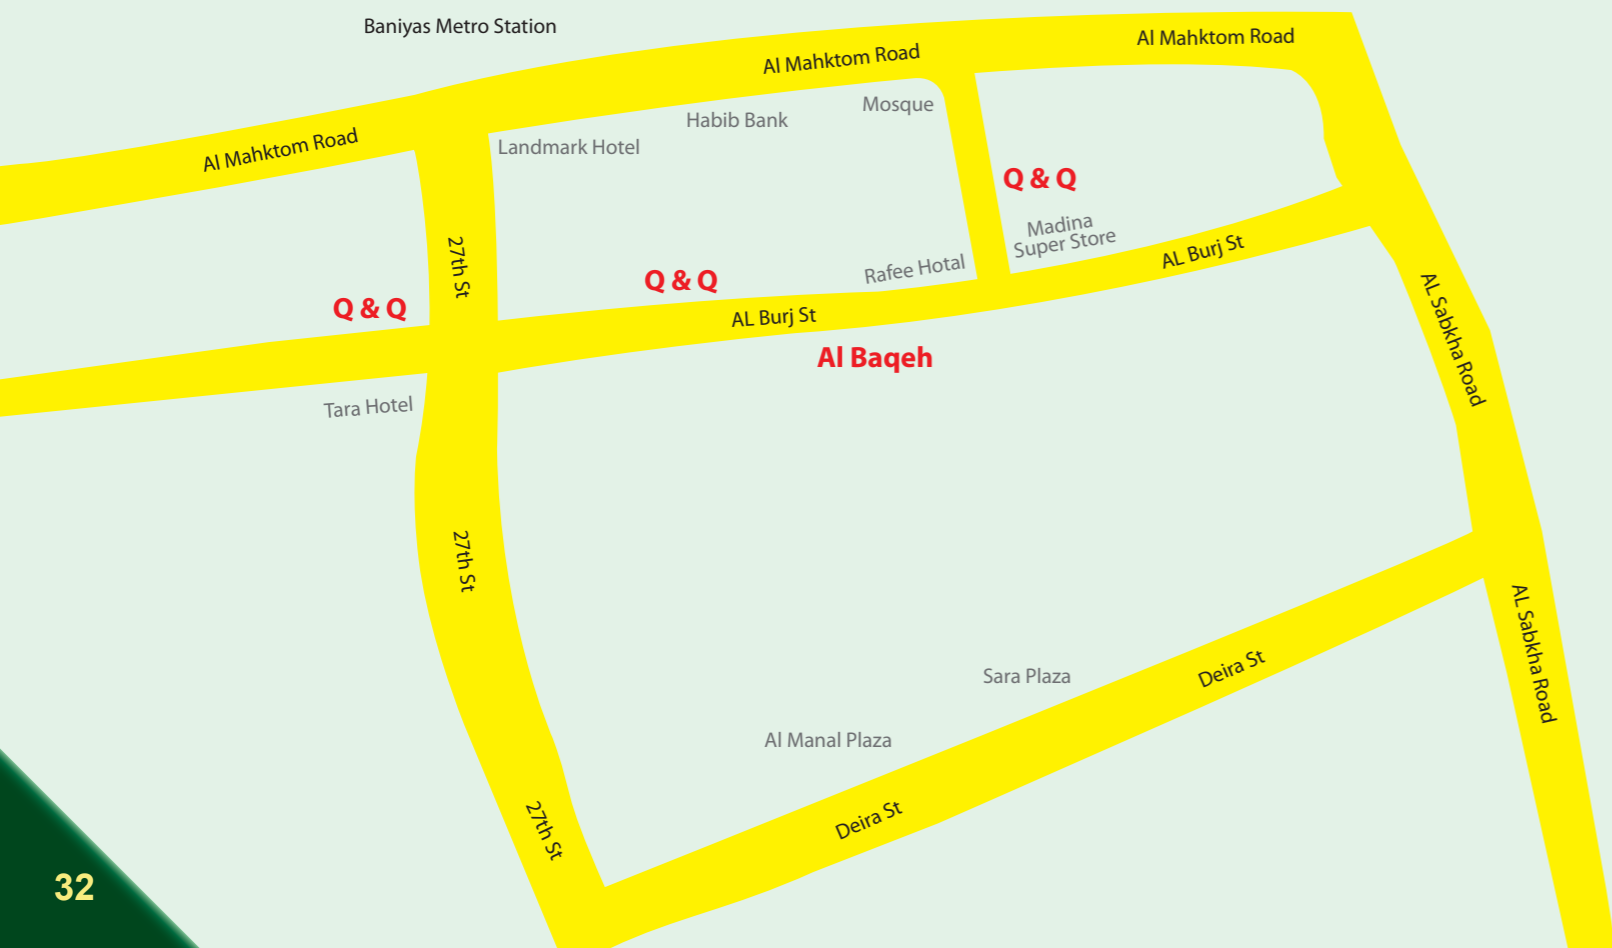 Baniyas Metro Station
Al Mahktom Road
Al Mahktom Road
Al Mahktom Road
Mosque
Habib Bank
Landmark Hotel
Q & Q
Madina
Super Store
27th St
AL Burj St
Rafee Hotal
Q & Q
Q & Q
AL Burj St
AL Sabkha Road
Al Baqeh
Tara Hotel
27th St
AL Sabkha Road
Sara Plaza
Deira St
Al Manal Plaza
Deira St
27th St
32